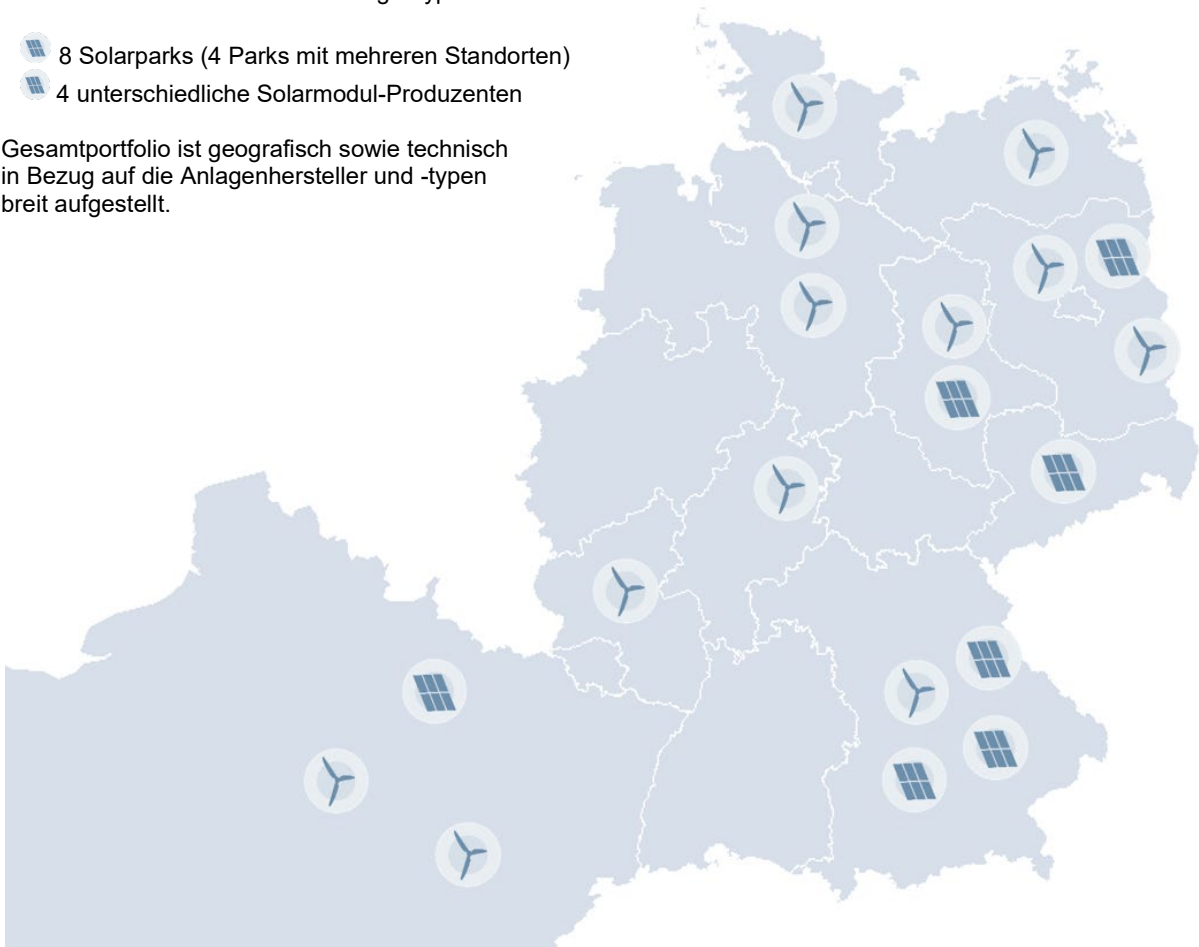 8 Solarparks (4 Parks mit mehreren Standorten)
4 unterschiedliche Solarmodul-Produzenten
Gesamtportfolio ist geografisch sowie technisch
in Bezug auf die Anlagenhersteller und -typen
breit aufgestellt.